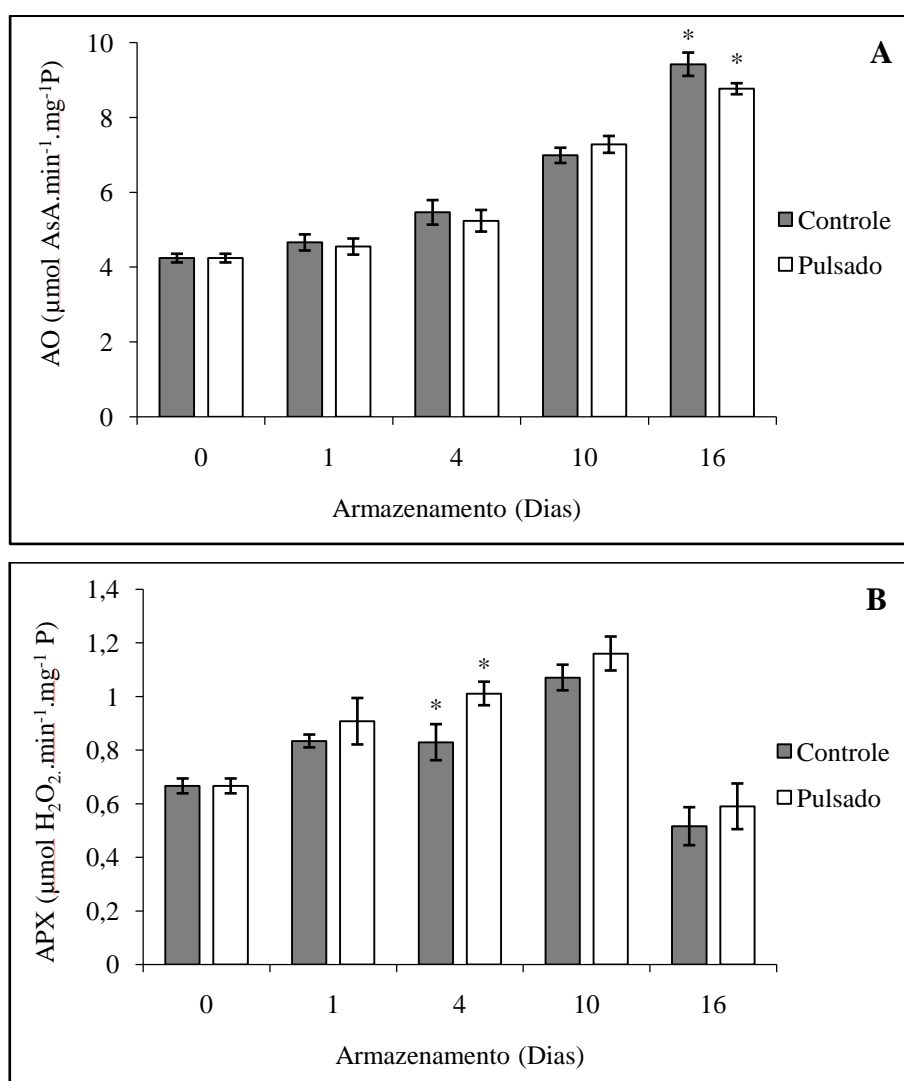 A
AO (µmol AsA.min⁻¹.mg⁻¹P)
10
8
6
4
2
0
* *
Controle
Pulsado
0 1 4 10 16
Armazenamento (Dias)
B
APX (µmol H₂O₂.min⁻¹.mg⁻¹ P)
1,4
1,2
1
0,8
0,6
0,4
0,2
0
* *
Controle
Pulsado
0 1 4 10 16
Armazenamento (Dias)